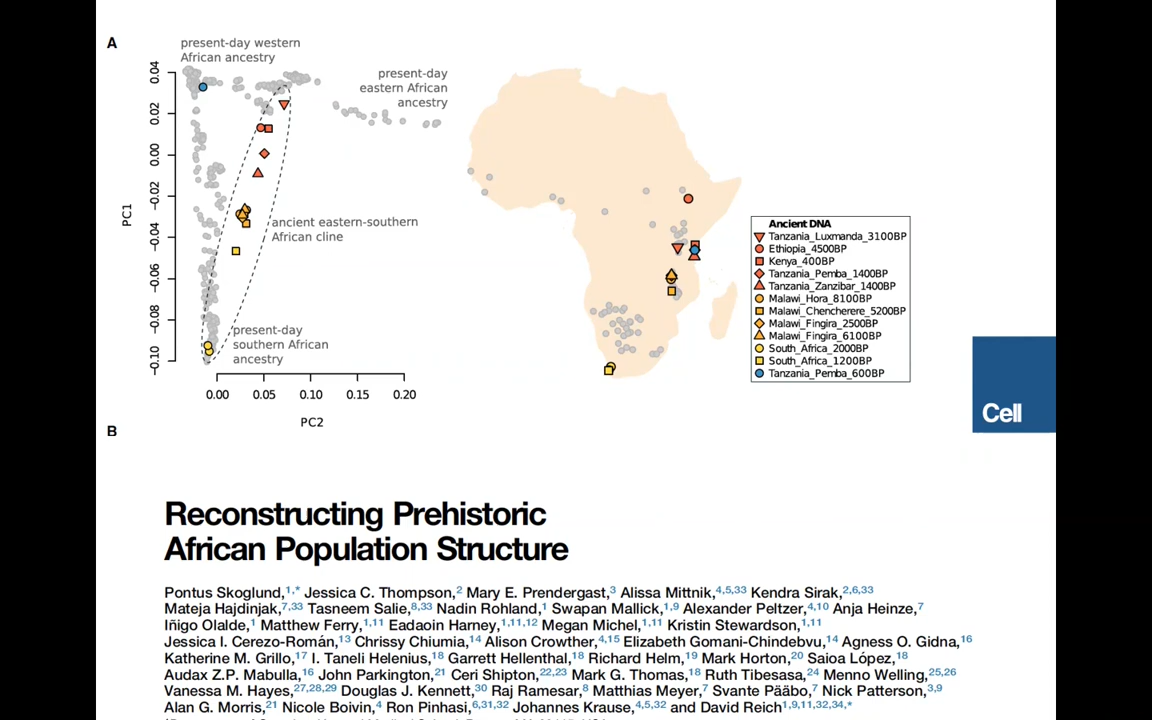 A
present-day western
African ancestry
present-day
eastern African
ancestry
0.04
0.02
0.00
−0.02
−0.04
−0.06
−0.08
−0.10
PC1
ancient eastern-southern
African cline
present-day
southern African
ancestry
0.00 0.05 0.10 0.15 0.20
PC2
Ancient DNA
Tanzania_Luxmanda_3100BP
Ethiopia_4500BP
Kenya_400BP
Tanzania_Pemba_1400BP
Tanzania_Zanzibar_1400BP
Malawi_Hora_8100BP
Malawi_Chencherere_5200BP
Malawi_Fingira_2500BP
Malawi_Fingira_6100BP
South_Africa_2000BP
South_Africa_1200BP
Tanzania_Pemba_600BP
Cell
B
Reconstructing Prehistoric
African Population Structure
Pontus Skoglund,1,* Jessica C. Thompson,2 Mary E. Prendergast,3 Alissa Mittnik,4,5,33 Kendra Sirak,2,6,33
Mateja Hajdinjak,7,33 Tasneem Salie,8,33 Nadin Rohland,1 Swapan Mallick,1,9 Alexander Peltzer,4,10 Anja Heinze,7
Iñigo Olalde,1 Matthew Ferry,1,11 Eadaoin Harney,1,11,12 Megan Michel,1,11 Kristin Stewardson,1,11
Jessica I. Cerezo-Román,13 Chrissy Chiumia,14 Alison Crowther,4,15 Elizabeth Gomani-Chindebvu,14 Agness O. Gidna,16
Katherine M. Grillo,17 I. Taneli Helenius,18 Garrett Hellenthal,18 Richard Helm,19 Mark Horton,20 Saioa López,18
Audax Z.P. Mabulla,16 John Parkington,21 Ceri Shipton,22,23 Mark G. Thomas,18 Ruth Tibesasa,24 Menno Welling,25,26
Vanessa M. Hayes,27,28,29 Douglas J. Kennett,30 Raj Ramesar,8 Matthias Meyer,7 Svante Pääbo,7 Nick Patterson,3,9
Alan G. Morris,21 Nicole Boivin,4 Ron Pinhasi,6,31,32 Johannes Krause,4,5,32 and David Reich1,9,11,32,34,*